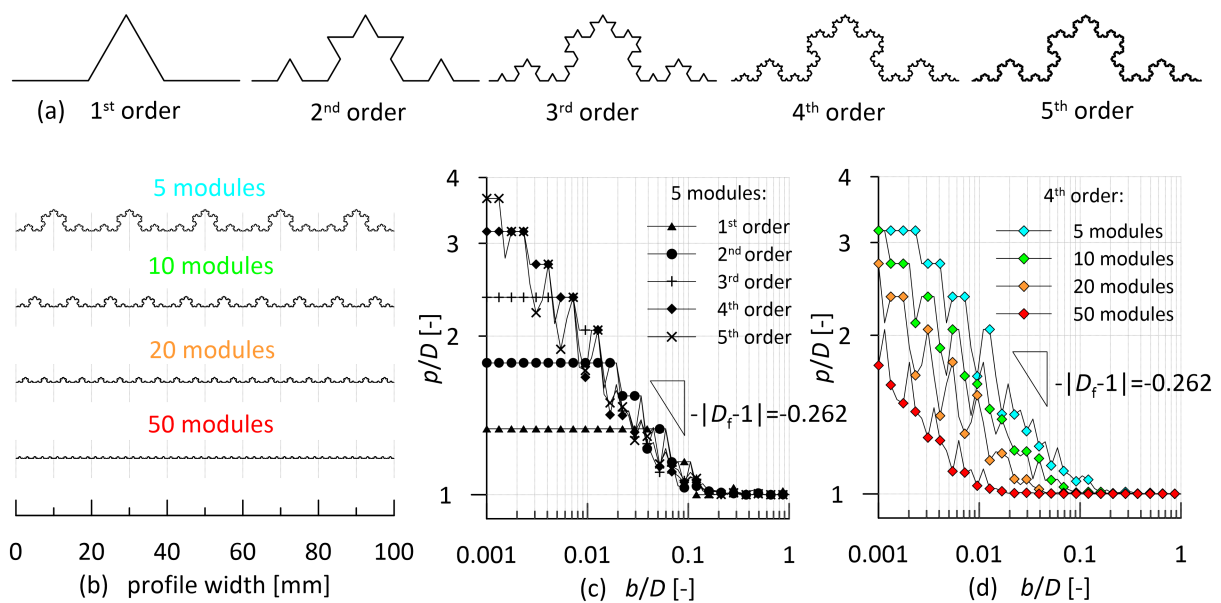 (a) 1st order 2nd order 3rd order 4th order 5th order
5 modules
10 modules
20 modules
50 modules
0 20 40 60 80 100
(b) profile width [mm]
4
3
2
1
p/D [-]
5 modules:
1st order
2nd order
3rd order
4th order
5th order
-|Df-1|=-0.262
0.001 0.01 0.1 1
(c) b/D [-]
4
3
2
1
p/D [-]
4th order:
5 modules
10 modules
20 modules
50 modules
-|Df-1|=-0.262
0.001 0.01 0.1 1
(d) b/D [-]